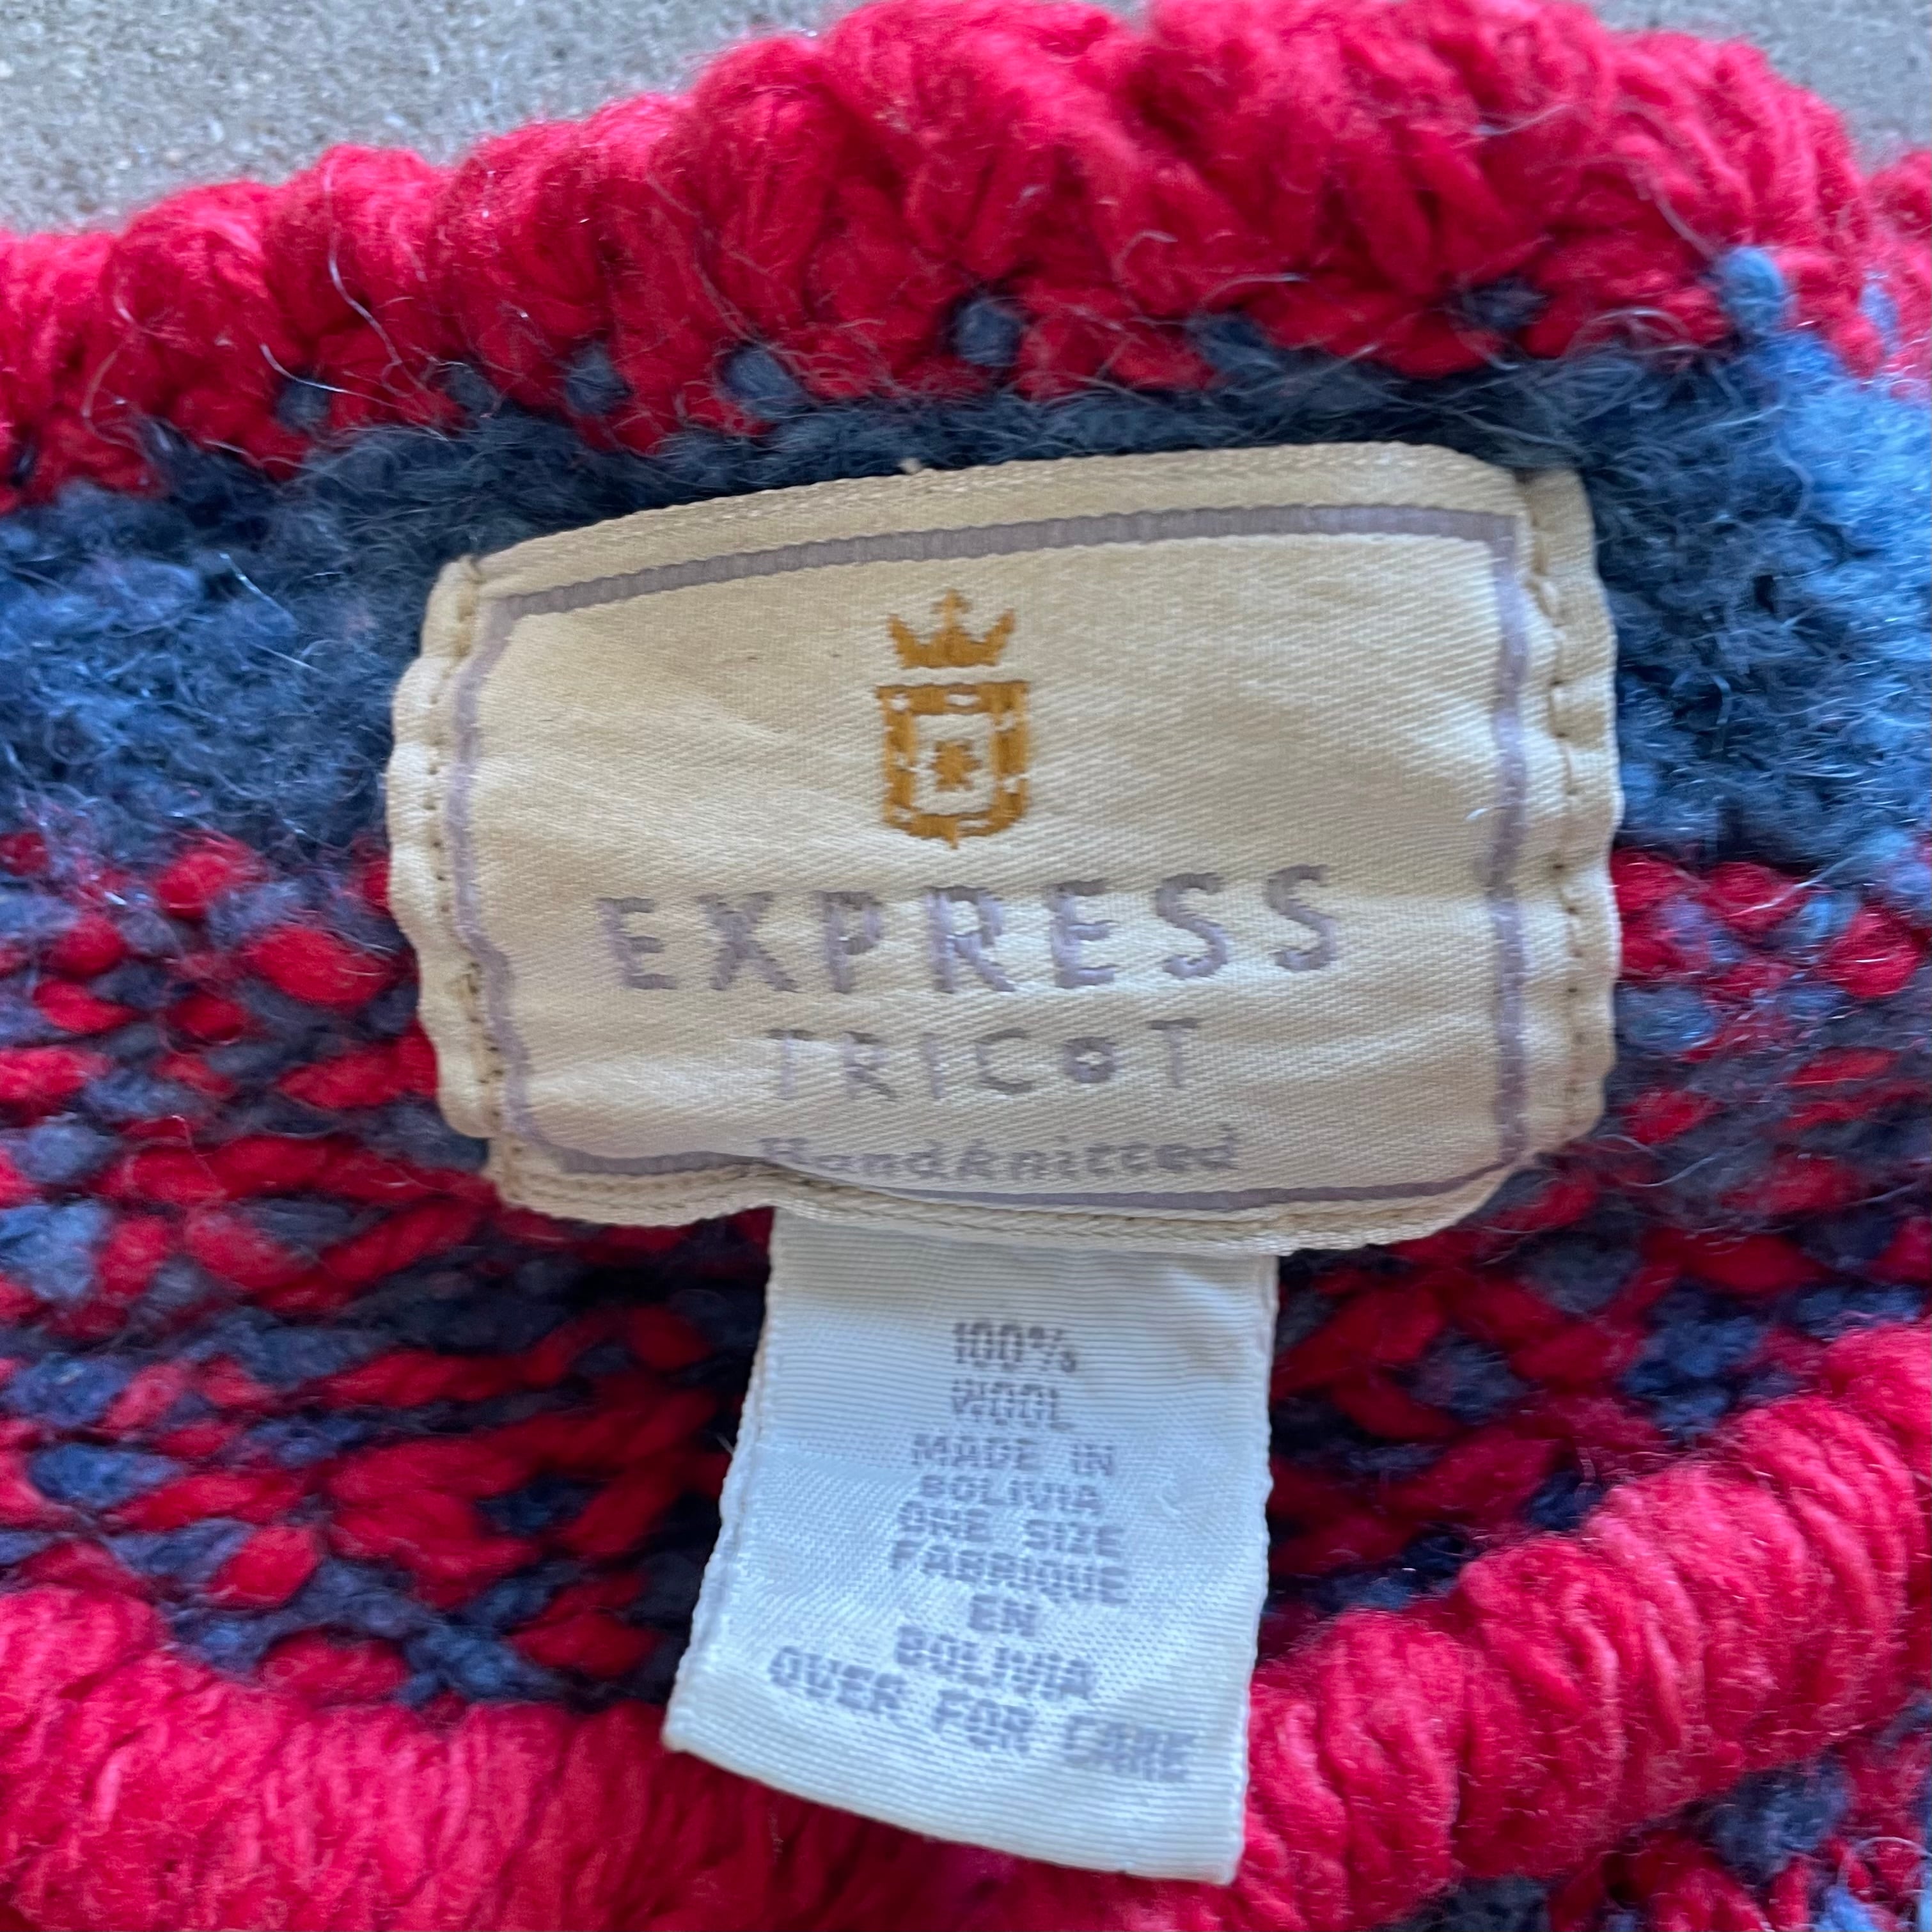 EXPRESS
TRICOT
HandKnitted
100%
WOOL
MADE IN
BOLIVIA
ONE SIZE
FABRIQUE
EN
BOLIVIA
OVER FOR CARE